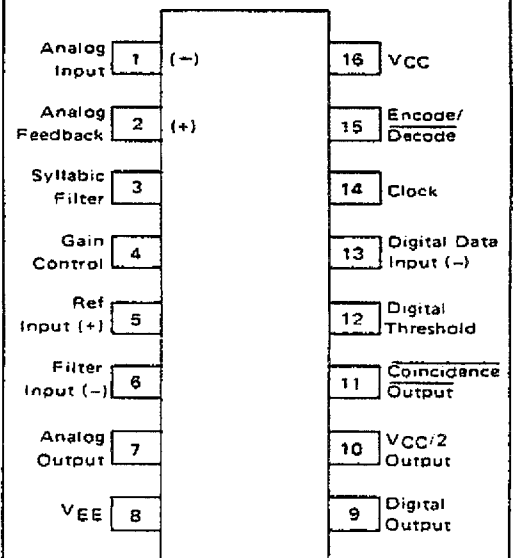 Analog
Input
1
(−)
16
VCC
Analog
Feedback
2
(+)
15
Encode/
Decode
Syllabic
Filter
3
14
Clock
Gain
Control
4
13
Digital Data
Input (−)
Ref
Input (+)
5
12
Digital
Threshold
Filter
Input (−)
6
11
Coincidence
Output
Analog
Output
7
10
VCC/2
Output
VEE
8
9
Digital
Output